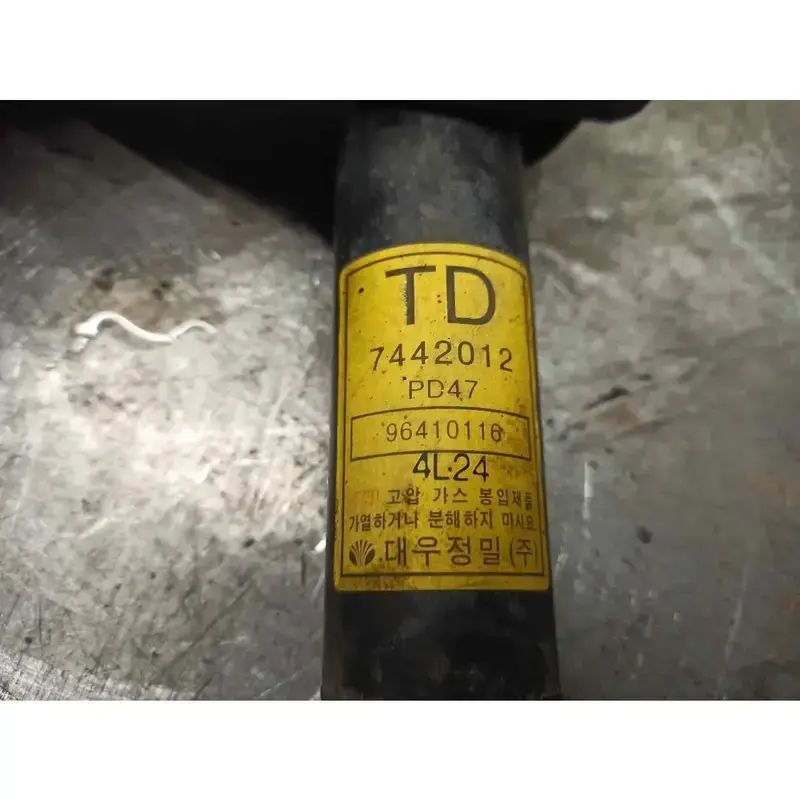 TD
7442012
PD47
96410116
4L24
고압 가스 봉입제품
가열하거나 분해하지 마시요
대우정밀 (주)